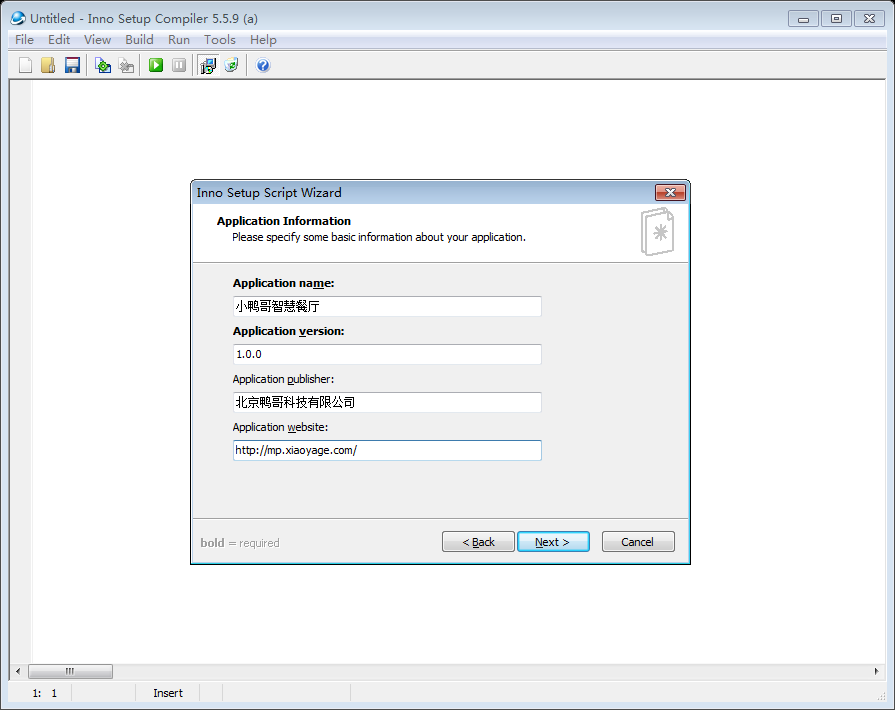 Untitled - Inno Setup Compiler 5.5.9 (a)
File Edit View Build Run Tools Help
Inno Setup Script Wizard
Application Information
Please specify some basic information about your application.
Application name:
小鸭哥智慧餐厅
Application version:
1.0.0
Application publisher:
北京鸭哥科技有限公司
Application website:
http://mp.xiaoyage.com/
bold = required
< Back Next > Cancel
1: 1 Insert